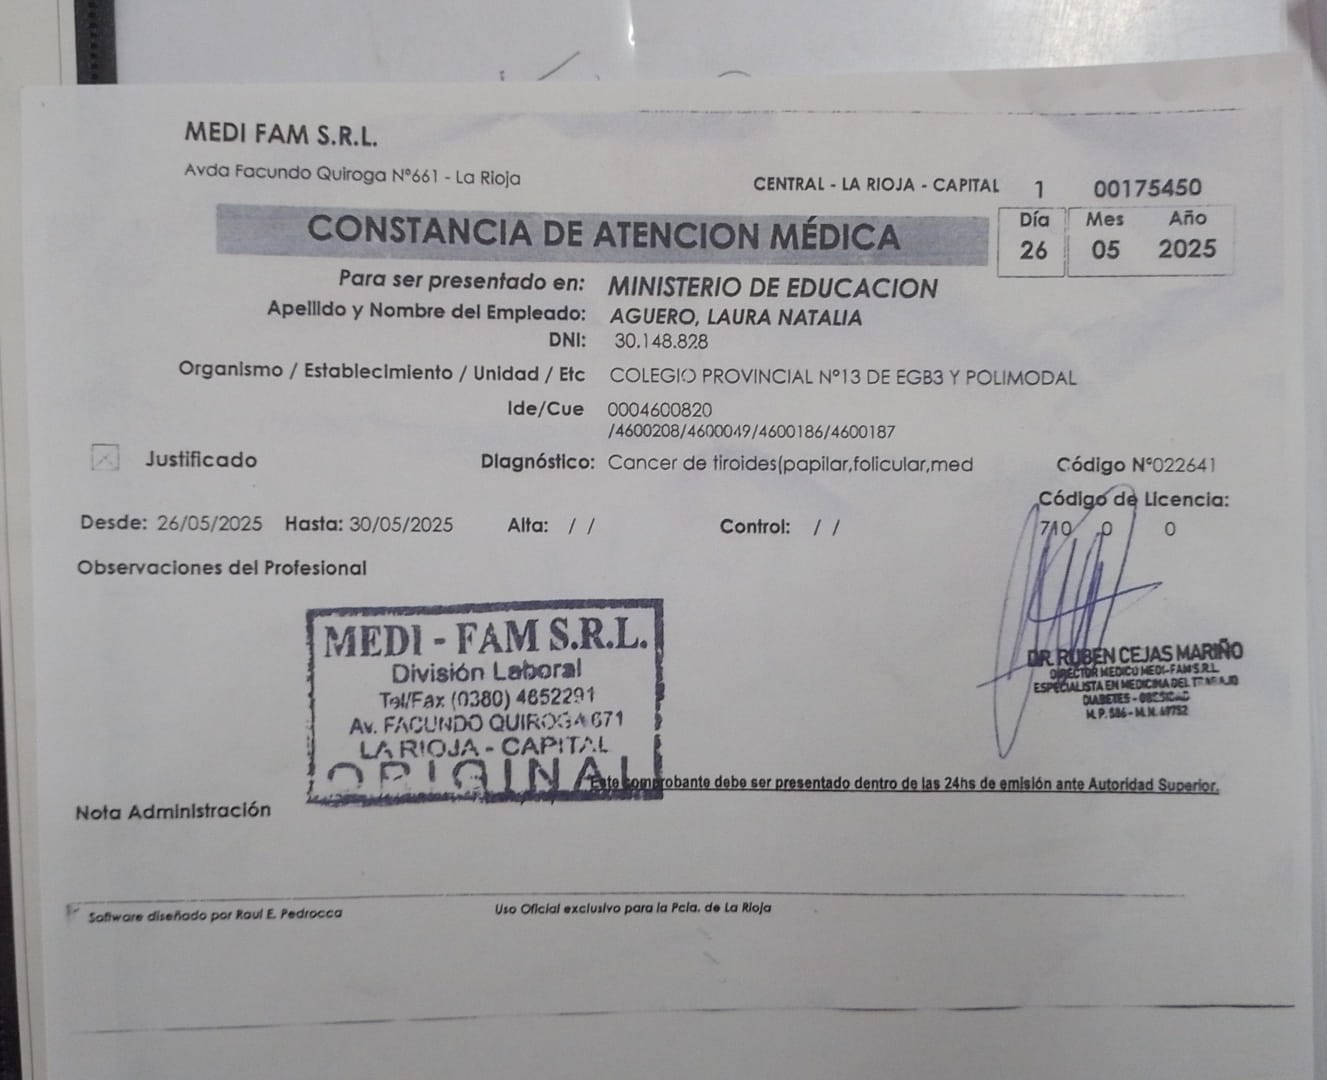 MEDI FAM S.R.L.
Avda Facundo Quiroga Nº661 - La Rioja
CENTRAL - LA RIOJA - CAPITAL 1 00175450
CONSTANCIA DE ATENCION MÉDICA
Día Mes Año
26 05 2025
Para ser presentado en: MINISTERIO DE EDUCACION
Apellido y Nombre del Empleado: AGUERO, LAURA NATALIA
DNI: 30.148.828
Organismo / Establecimiento / Unidad / Etc COLEGIO PROVINCIAL Nº13 DE EGB3 Y POLIMODAL
Ide/Cue 0004600820
/4600208/4600049/4600186/4600187
Justificado Diagnóstico: Cancer de tiroides(papilar,folicular,med Código Nº022641
Código de Licencia:
Desde: 26/05/2025 Hasta: 30/05/2025 Alta: / / Control: / / 710 0 0
Observaciones del Profesional
MEDI - FAM S.R.L.
División Laboral
Tel/Fax (0380) 4652291
Av. FACUNDO QUIROGA 671
LA RIOJA - CAPITAL
ORIGINAL
DR. RUBEN CEJAS MARIÑO
DIRECTOR MEDICO MEDI-FAM S.R.L.
ESPECIALISTA EN MEDICINA DEL TRABAJO
DIABETES - OBESIDAD
M.P. 586 - M.N.
Este comprobante debe ser presentado dentro de las 24hs de emisión ante Autoridad Superior.
Nota Administración
Software diseñado por Raul E. Pedrocca
Uso Oficial exclusivo para la Pcia. de La Rioja